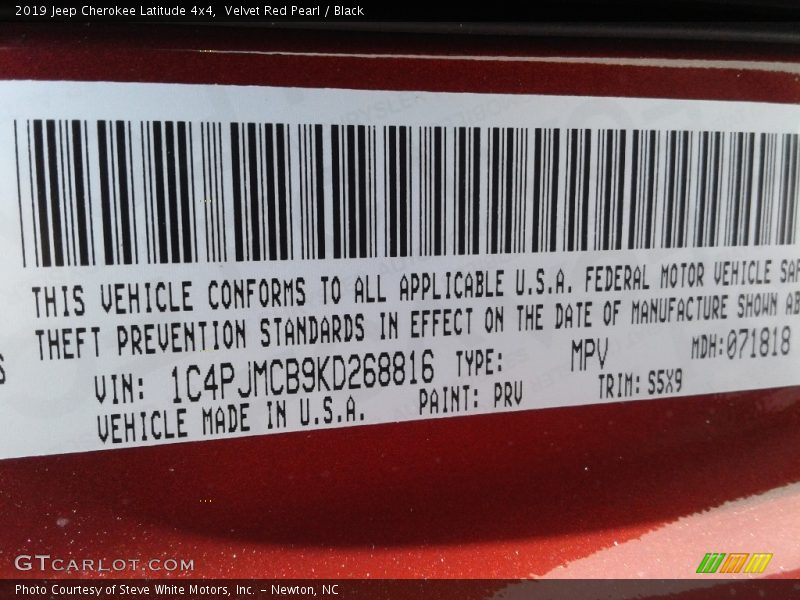 2019 Jeep Cherokee Latitude 4x4, Velvet Red Pearl / Black
THIS VEHICLE CONFORMS TO ALL APPLICABLE U.S.A. FEDERAL MOTOR VEHICLE SAF
THEFT PREVENTION STANDARDS IN EFFECT ON THE DATE OF MANUFACTURE SHOWN AB
VIN: 1C4PJMCB9KD268816 TYPE: MPV MDH:071818
VEHICLE MADE IN U.S.A. PAINT: PRV TRIM: S5X9
GTCARLOT.COM
Photo Courtesy of Steve White Motors, Inc. – Newton, NC